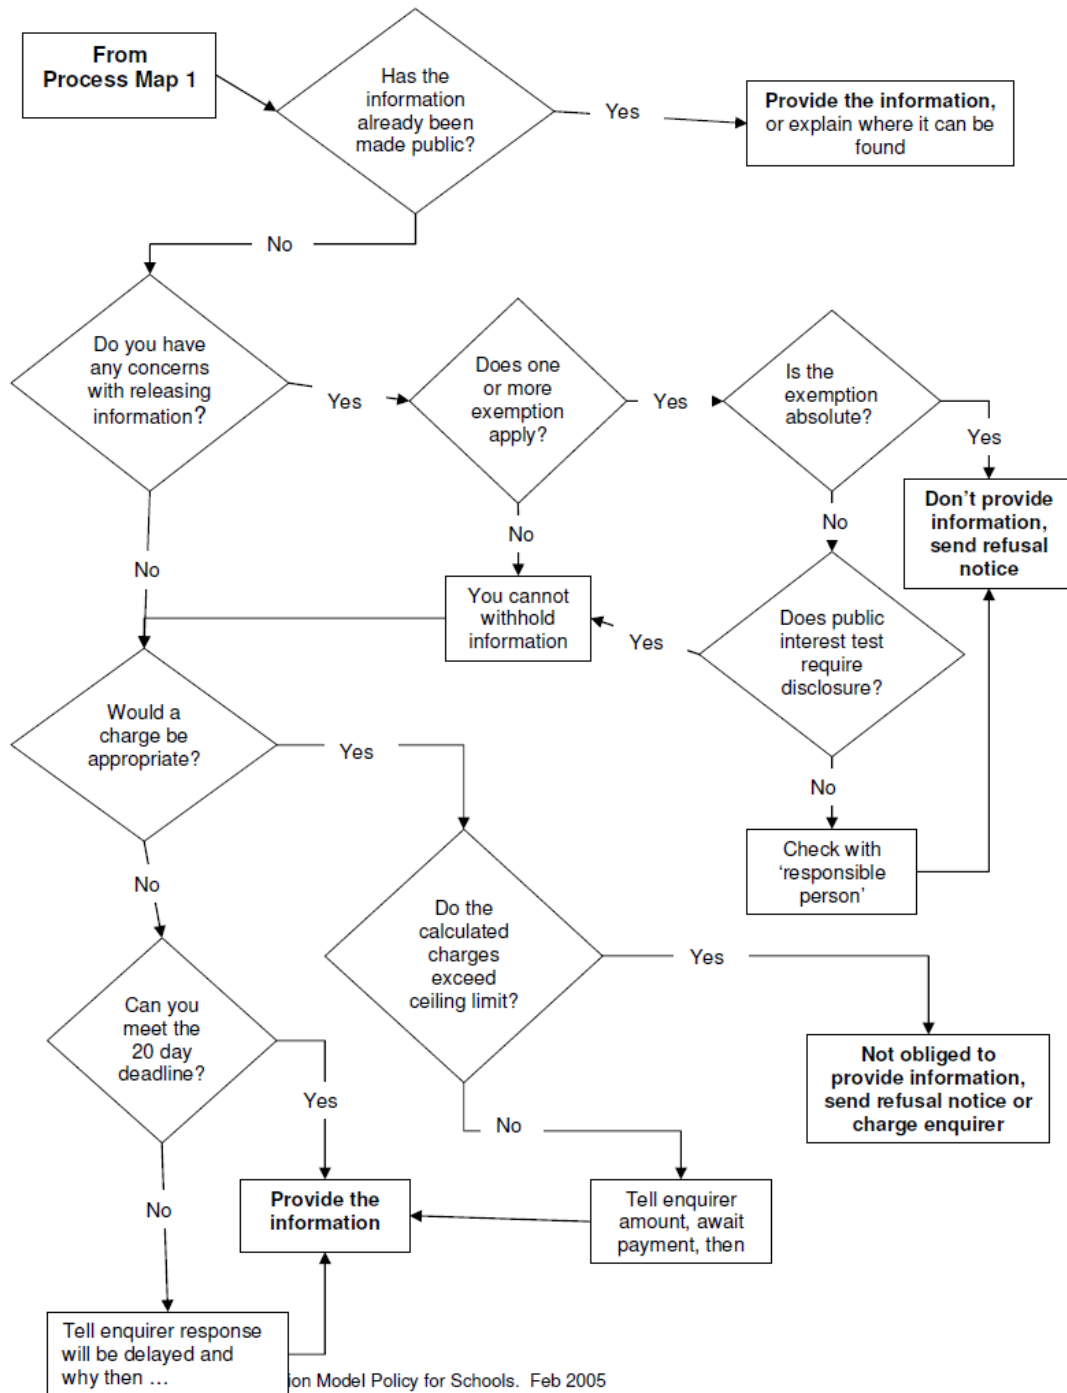 From
Process Map 1
Has the
information
already been
made public?
Yes
Provide the information,
or explain where it can be
found
No
Do you have
any concerns
with releasing
information?
Yes
Does one
or more
exemption
apply?
Yes
Is the
exemption
absolute?
Yes
Don't provide
information,
send refusal
notice
No
No
No
You cannot
withhold
information
Yes
Does public
interest test
require
disclosure?
Would a
charge be
appropriate?
Yes
No
Check with
'responsible
person'
No
Do the
calculated
charges
exceed
ceiling limit?
Yes
Can you
meet the
20 day
deadline?
Yes
Not obliged to
provide information,
send refusal notice or
charge enquirer
No
No
Provide the
information
Tell enquirer
amount, await
payment, then
Tell enquirer response
will be delayed and
why then …
ion Model Policy for Schools. Feb 2005